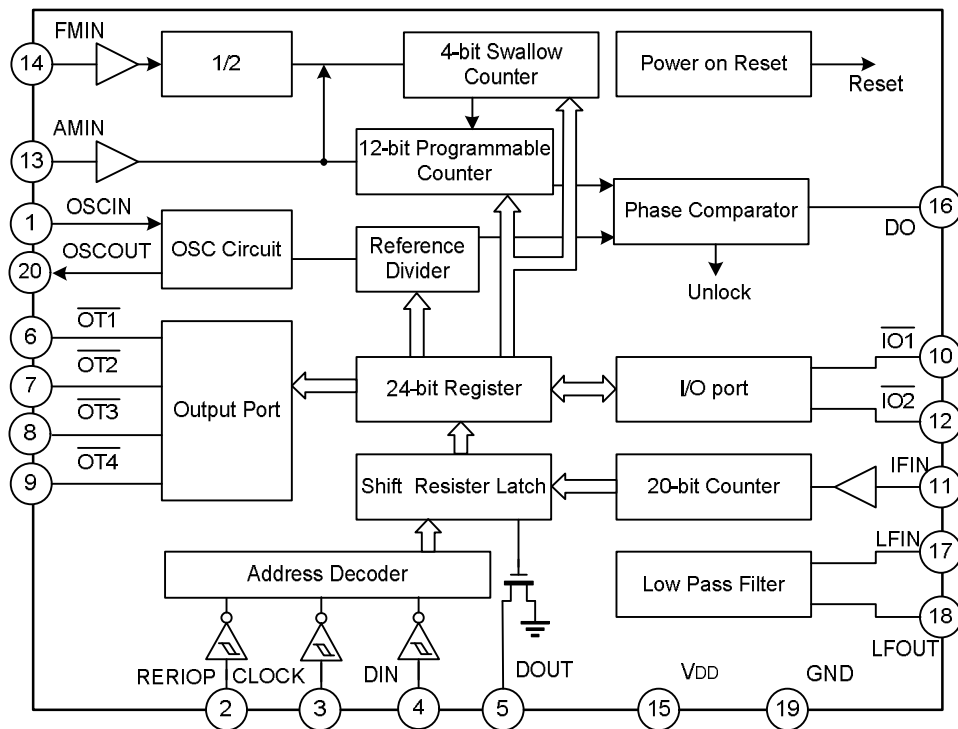 FMIN
14
1/2
4-bit Swallow
Counter
Power on Reset
Reset
AMIN
13
12-bit Programmable
Counter
1
OSCIN
OSC Circuit
Reference
Divider
Phase Comparator
16
DO
OSCOUT
20
Unlock
6
OT1
7
OT2
8
OT3
9
OT4
Output Port
24-bit Register
I/O port
IO1
10
IO2
12
Shift Resister Latch
20-bit Counter
IFIN
11
Address Decoder
Low Pass Filter
LFIN
17
18
LFOUT
RERIOP
CLOCK
DIN
DOUT
VDD
GND
2
3
4
5
15
19